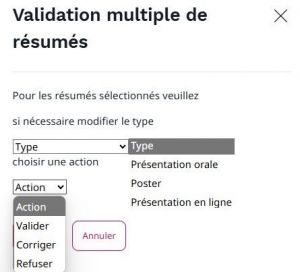 Validation multiple de
résumés
Pour les résumés sélectionnés veuillez
si nécessaire modifier le type
Type
Type
choisir une action
Présentation orale
Poster
Présentation en ligne
Action
Action
Valider
Corriger
Refuser
Annuler